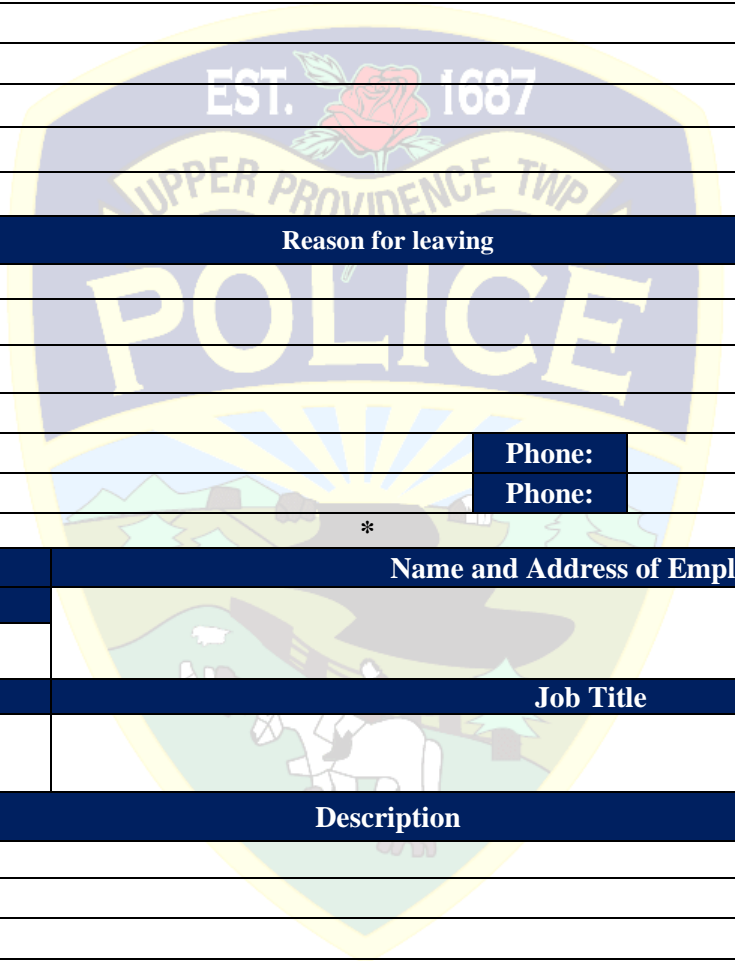 EST. 1687
UPPER PROVIDENCE TWP
Reason for leaving
POLICE
Phone:
Phone:
*
Name and Address of Empl
Job Title
Description